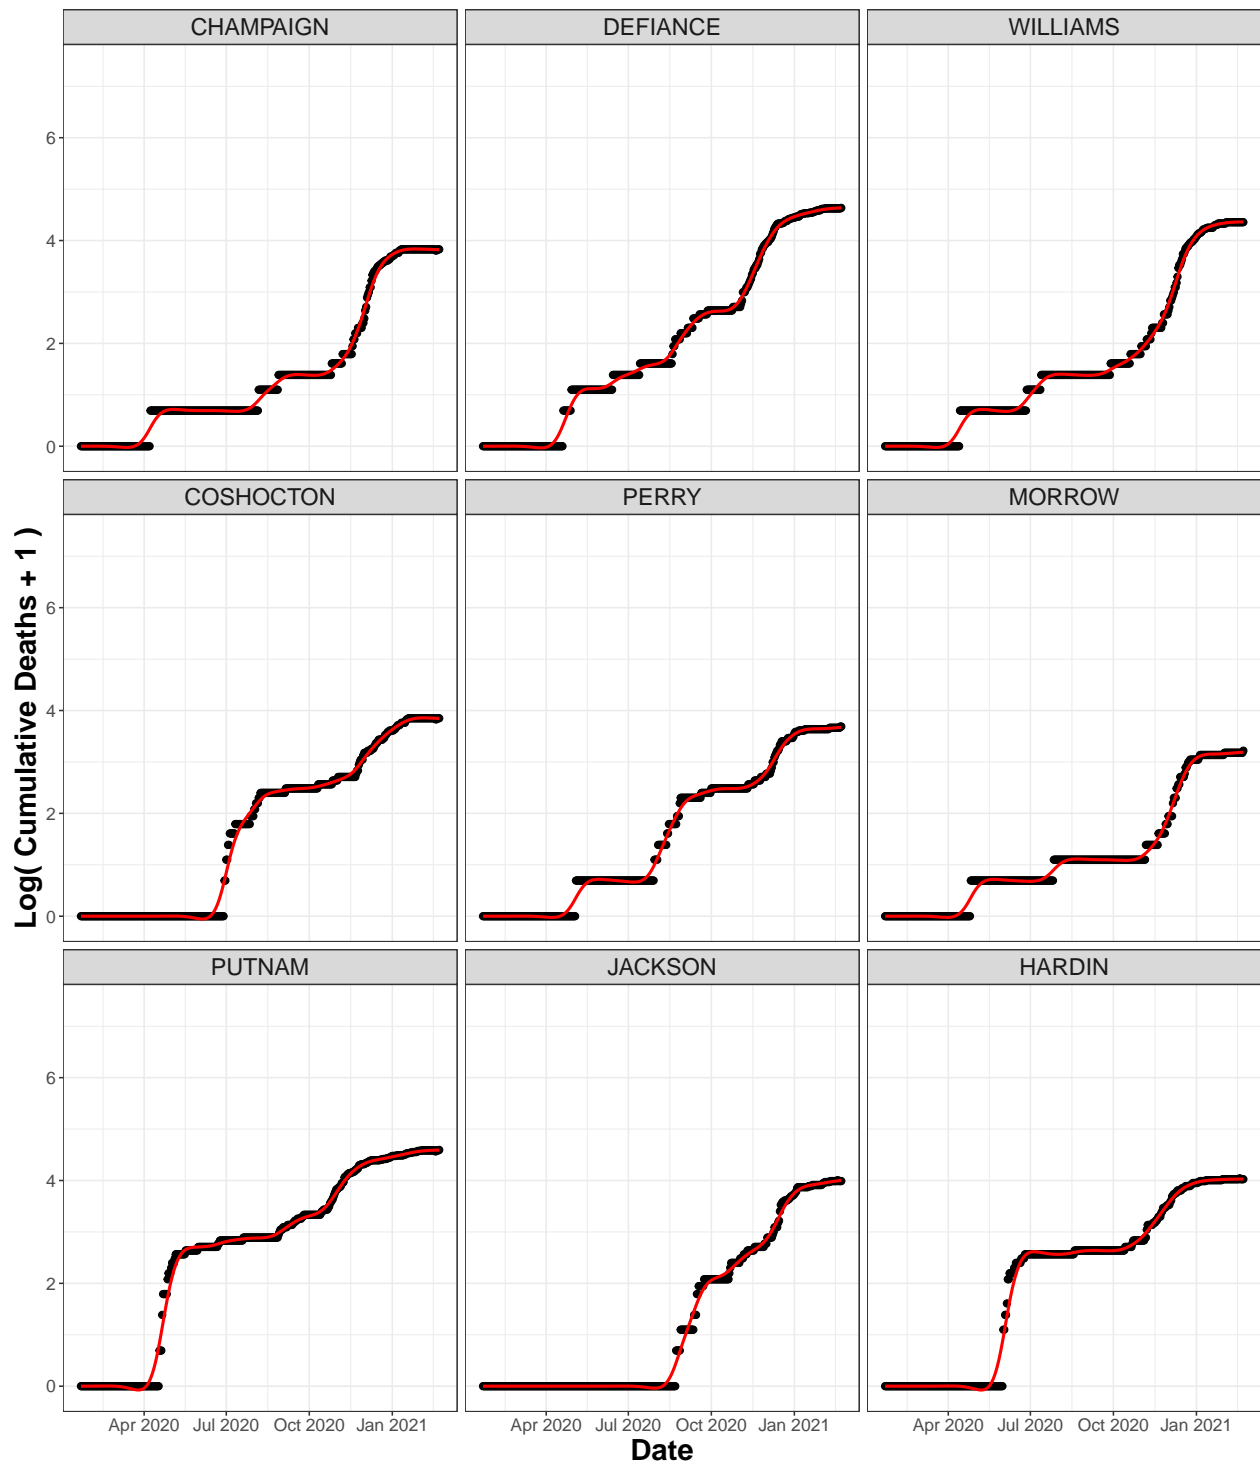 CHAMPAIGN DEFIANCE WILLIAMS
6
4
2
0
COSHOCTON PERRY MORROW
6
4
2
0
PUTNAM JACKSON HARDIN
6
4
2
0
Log( Cumulative Deaths + 1 )
Apr 2020 Jul 2020 Oct 2020 Jan 2021 Apr 2020 Jul 2020 Oct 2020 Jan 2021 Apr 2020 Jul 2020 Oct 2020 Jan 2021
Date